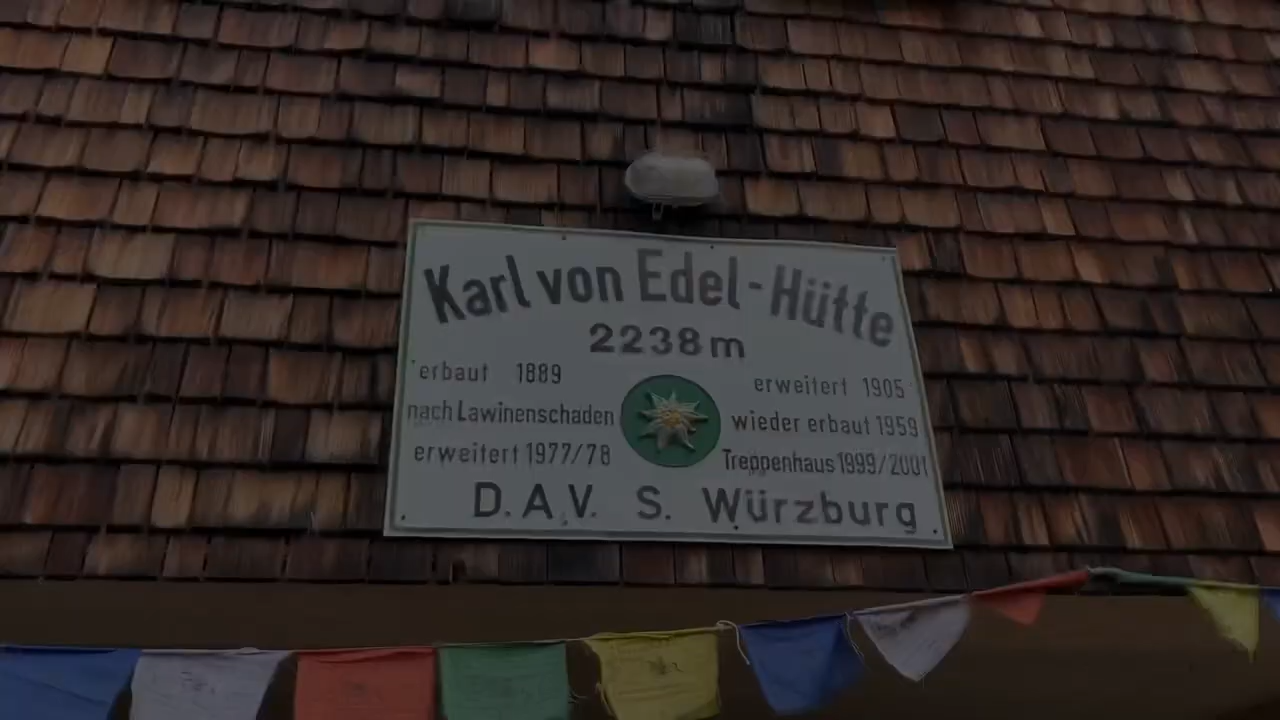 Karl von Edel-Hütte
2238m
erbaut 1889
erweitert 1905
nach Lawinenschaden
wieder erbaut 1959
erweitert 1977/78
Treppenhaus 1999/2001
D.A.V. S. Würzburg